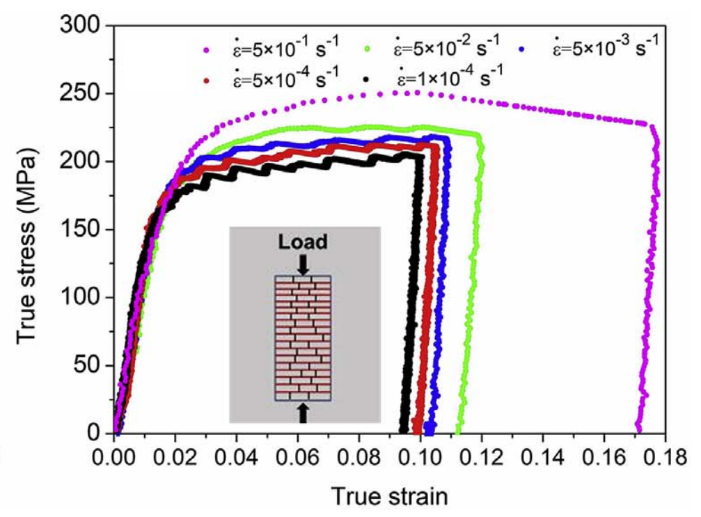 300
ε̇=5×10⁻¹ s⁻¹ ε̇=5×10⁻² s⁻¹ ε̇=5×10⁻³ s⁻¹
ε̇=5×10⁻⁴ s⁻¹ ε̇=1×10⁻⁴ s⁻¹
250
200
150
100
50
0
True stress (MPa)
Load
0.00 0.02 0.04 0.06 0.08 0.10 0.12 0.14 0.16 0.18
True strain